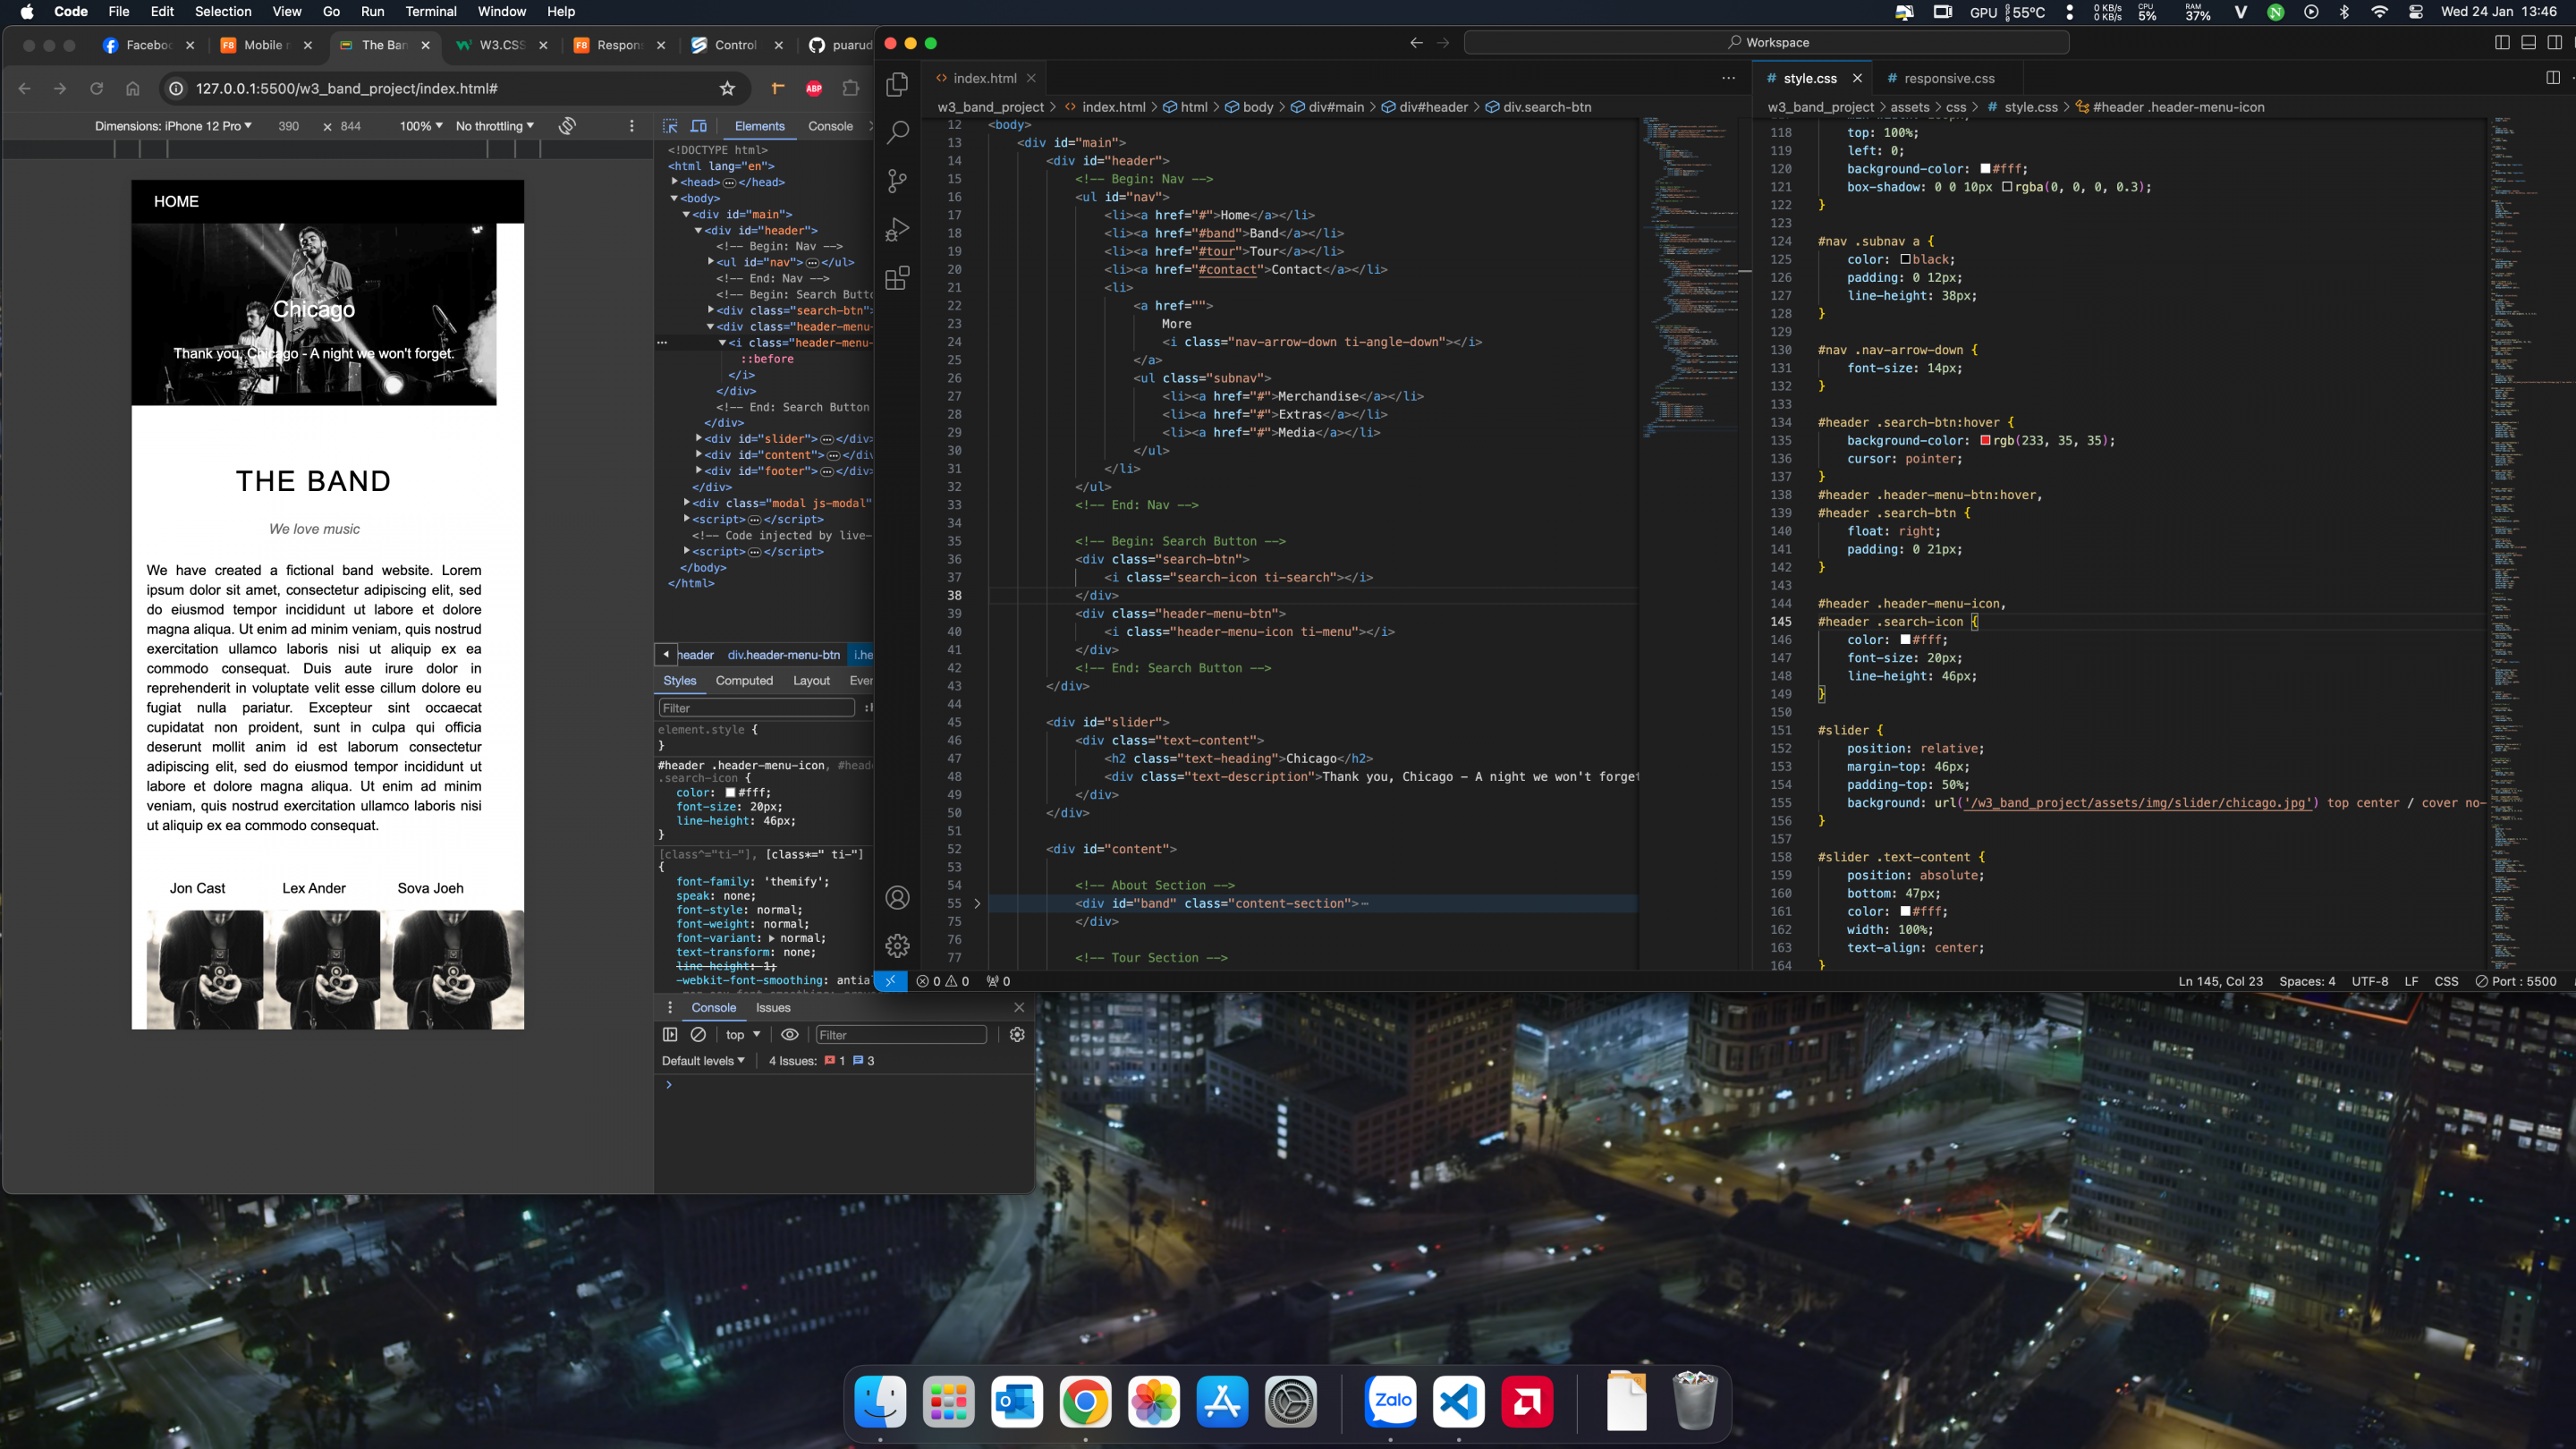 Code File Edit Selection View Go Run Terminal Window Help
GPU 55°C 0 KB/s 0 KB/s CPU 5% RAM 37% V N Wed 24 Jan 13:46
Faceboo
F8 Mobile
The Ban
W3.CSS
F8 Respon
Control
puarud
127.0.0.1:5500/w3_band_project/index.html#
ABP
Dimensions: iPhone 12 Pro 390 × 844 100% No throttling
Elements Console
HOME
Chicago
Thank you, Chicago - A night we won't forget.
THE BAND
We love music
We have created a fictional band website. Lorem
ipsum dolor sit amet, consectetur adipiscing elit, sed
do eiusmod tempor incididunt ut labore et dolore
magna aliqua. Ut enim ad minim veniam, quis nostrud
exercitation ullamco laboris nisi ut aliquip ex ea
commodo consequat. Duis aute irure dolor in
reprehenderit in voluptate velit esse cillum dolore eu
fugiat nulla pariatur. Excepteur sint occaecat
cupidatat non proident, sunt in culpa qui officia
deserunt mollit anim id est laborum consectetur
adipiscing elit, sed do eiusmod tempor incididunt ut
labore et dolore magna aliqua. Ut enim ad minim
veniam, quis nostrud exercitation ullamco laboris nisi
ut aliquip ex ea commodo consequat.
Jon Cast Lex Ander Sova Joeh
<!DOCTYPE html>
<html lang="en">
<head>…</head>
<body>
<div id="main">
<div id="header">
<!-- Begin: Nav -->
<ul id="nav">…</ul>
<!-- End: Nav -->
<!-- Begin: Search Butto
<div class="search-btn">
<div class="header-menu-
<i class="header-menu-
::before
</i>
</div>
<!-- End: Search Button
</div>
<div id="slider">…</div>
<div id="content">…</div>
<div id="footer">…</div>
</div>
<div class="modal js-modal"
<script>…</script>
<!-- Code injected by live-
<script>…</script>
</body>
</html>
header div.header-menu-btn i.he
Styles Computed Layout Even
Filter
element.style {
}
#header .header-menu-icon, #heade
.search-icon {
color: #fff;
font-size: 20px;
line-height: 46px;
}
[class^="ti-"], [class*=" ti-"]
{
font-family: 'themify';
speak: none;
font-style: normal;
font-weight: normal;
font-variant: normal;
text-transform: none;
line-height: 1;
-webkit-font-smoothing: antia
Console Issues
top Filter
Default levels 4 Issues: 1 3
Workspace
index.html
w3_band_project > index.html > html > body > div#main > div#header > div.search-btn
12 <body>
13 <div id="main">
14 <div id="header">
15 <!-- Begin: Nav -->
16 <ul id="nav">
17 <li><a href="#">Home</a></li>
18 <li><a href="#band">Band</a></li>
19 <li><a href="#tour">Tour</a></li>
20 <li><a href="#contact">Contact</a></li>
21 <li>
22 <a href="">
23 More
24 <i class="nav-arrow-down ti-angle-down"></i>
25 </a>
26 <ul class="subnav">
27 <li><a href="#">Merchandise</a></li>
28 <li><a href="#">Extras</a></li>
29 <li><a href="#">Media</a></li>
30 </ul>
31 </li>
32 </ul>
33 <!-- End: Nav -->
34
35 <!-- Begin: Search Button -->
36 <div class="search-btn">
37 <i class="search-icon ti-search"></i>
38 </div>
39 <div class="header-menu-btn">
40 <i class="header-menu-icon ti-menu"></i>
41 </div>
42 <!-- End: Search Button -->
43 </div>
44
45 <div id="slider">
46 <div class="text-content">
47 <h2 class="text-heading">Chicago</h2>
48 <div class="text-description">Thank you, Chicago – A night we won't forget
49 </div>
50 </div>
51
52 <div id="content">
53
54 <!-- About Section -->
55 <div id="band" class="content-section">…
75 </div>
76
77 <!-- Tour Section -->
style.css responsive.css
w3_band_project > assets > css > style.css > #header .header-menu-icon
118 top: 100%;
119 left: 0;
120 background-color: #fff;
121 box-shadow: 0 0 10px rgba(0, 0, 0, 0.3);
122 }
123
124 #nav .subnav a {
125 color: black;
126 padding: 0 12px;
127 line-height: 38px;
128 }
129
130 #nav .nav-arrow-down {
131 font-size: 14px;
132 }
133
134 #header .search-btn:hover {
135 background-color: rgb(233, 35, 35);
136 cursor: pointer;
137 }
138 #header .header-menu-btn:hover,
139 #header .search-btn {
140 float: right;
141 padding: 0 21px;
142 }
143
144 #header .header-menu-icon,
145 #header .search-icon {
146 color: #fff;
147 font-size: 20px;
148 line-height: 46px;
149 }
150
151 #slider {
152 position: relative;
153 margin-top: 46px;
154 padding-top: 50%;
155 background: url('/w3_band_project/assets/img/slider/chicago.jpg') top center / cover no-
156 }
157
158 #slider .text-content {
159 position: absolute;
160 bottom: 47px;
161 color: #fff;
162 width: 100%;
163 text-align: center;
164 }
0 0 0
Ln 145, Col 23 Spaces: 4 UTF-8 LF CSS Port : 5500
Zalo